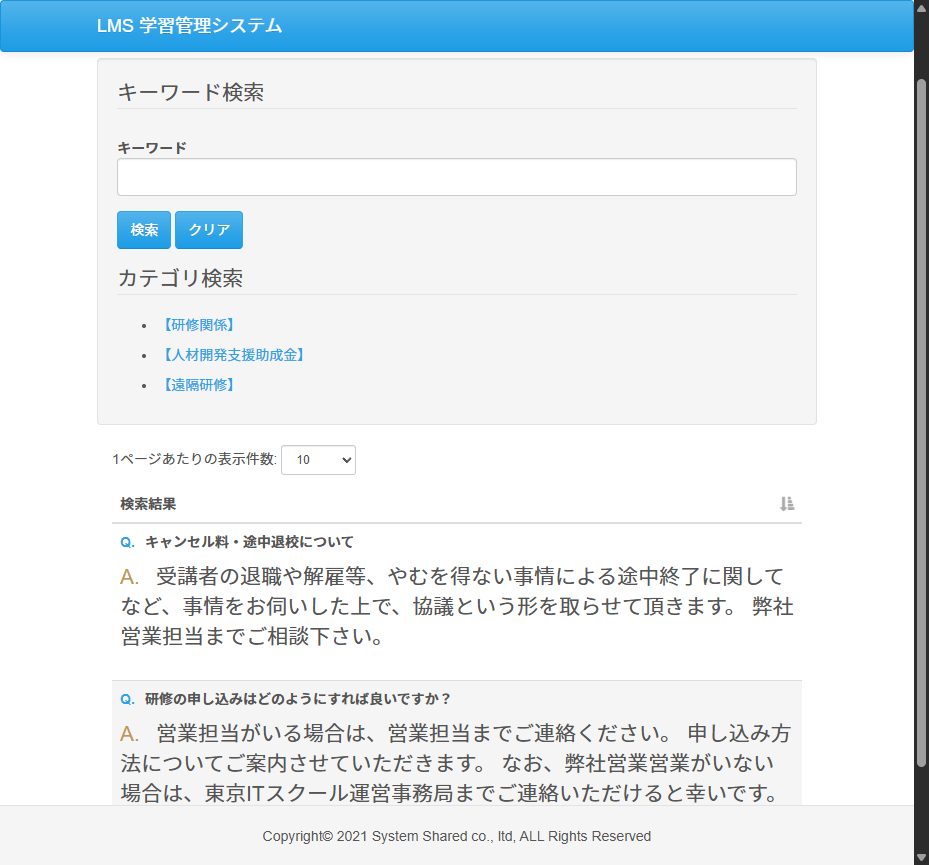 LMS 学習管理システム
キーワード検索
キーワード
検索 クリア
カテゴリ検索
【研修関係】
【人材開発支援助成金】
【遠隔研修】
1ページあたりの表示件数: 10
検索結果
Q. キャンセル料・途中退校について
A. 受講者の退職や解雇等、やむを得ない事情による途中終了に関して
など、事情をお伺いした上で、協議という形を取らせて頂きます。 弊社
営業担当までご相談下さい。
Q. 研修の申し込みはどのようにすれば良いですか？
A. 営業担当がいる場合は、営業担当までご連絡ください。 申し込み方
法についてご案内させていただきます。 なお、弊社営業営業がいない
場合は、東京ITスクール運営事務局までご連絡いただけると幸いです。
Copyright© 2021 System Shared co., ltd, ALL Rights Reserved